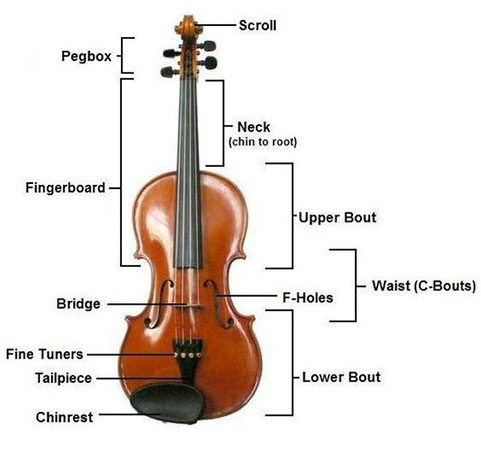 Scroll
Pegbox
Neck
(chin to root)
Fingerboard
Upper Bout
Waist (C-Bouts)
F-Holes
Bridge
Fine Tuners
Tailpiece
Lower Bout
Chinrest